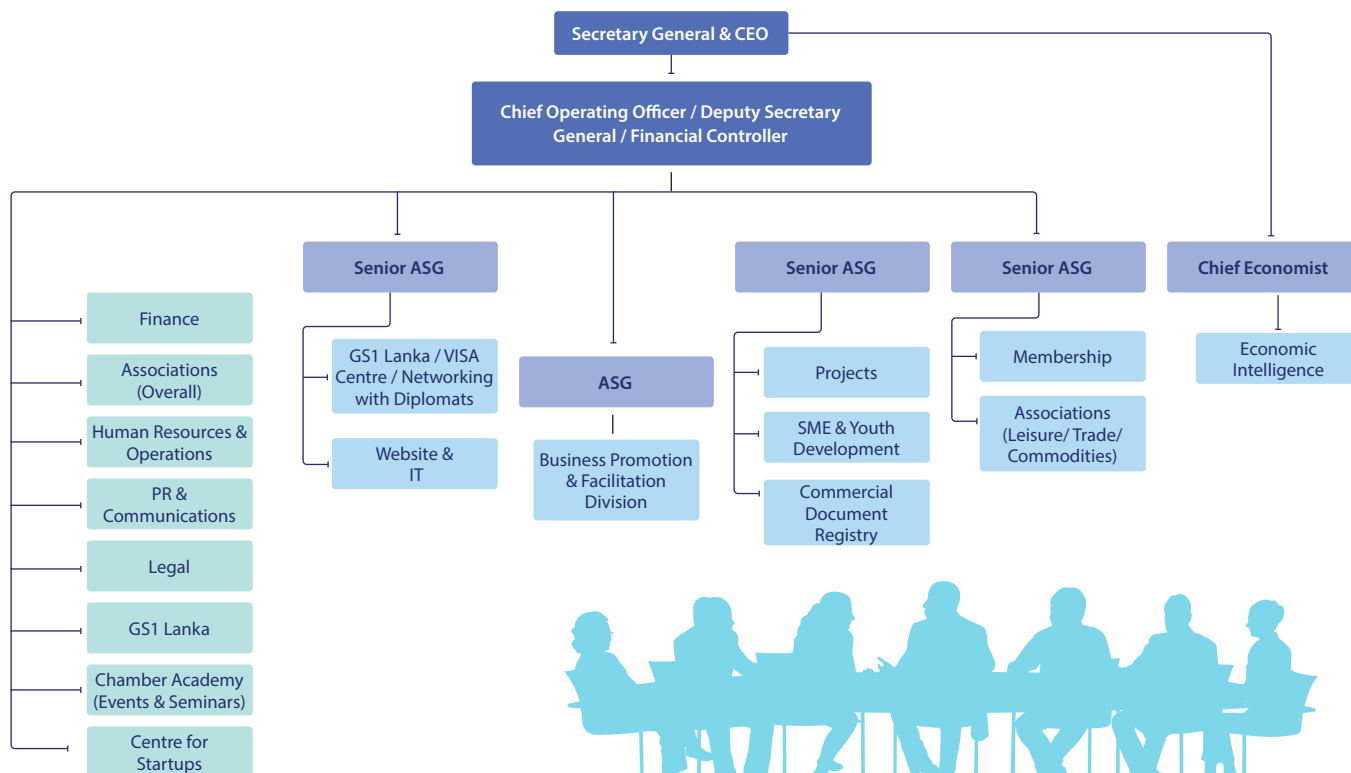 Secretary General & CEO
Chief Operating Officer / Deputy Secretary
General / Financial Controller
Senior ASG
Senior ASG
Senior ASG
Chief Economist
Finance
Associations
(Overall)
Human Resources &
Operations
PR &
Communications
Legal
GS1 Lanka
Chamber Academy
(Events & Seminars)
Centre for
Startups
GS1 Lanka / VISA
Centre / Networking
with Diplomats
Website &
IT
ASG
Business Promotion
& Facilitation
Division
Projects
SME & Youth
Development
Commercial
Document
Registry
Membership
Associations
(Leisure/ Trade/
Commodities)
Economic
Intelligence